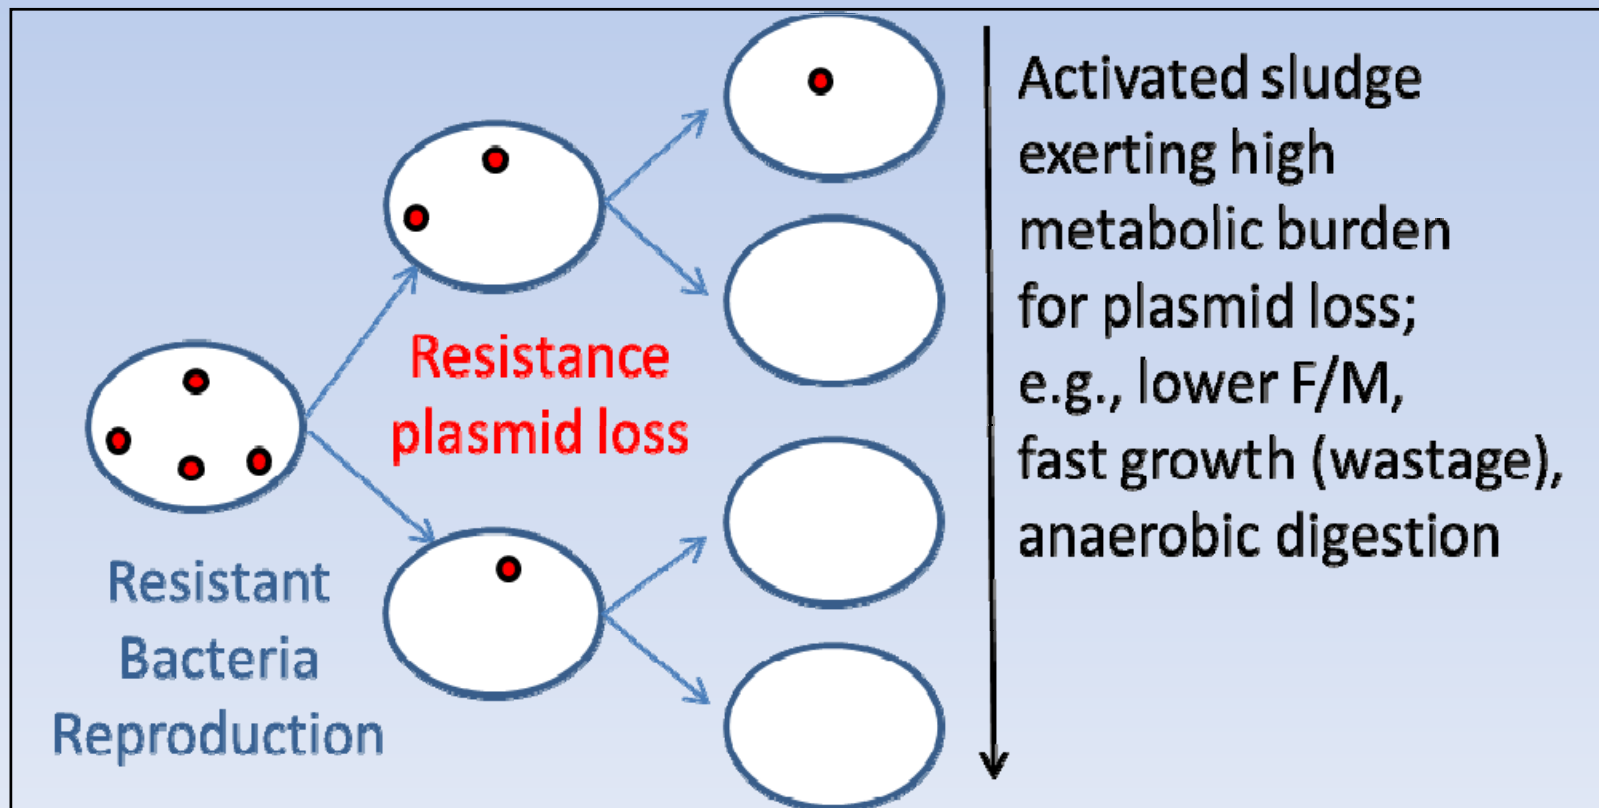 Resistance
plasmid loss
Resistant
Bacteria
Reproduction
Activated sludge
exerting high
metabolic burden
for plasmid loss;
e.g., lower F/M,
fast growth (wastage),
anaerobic digestion